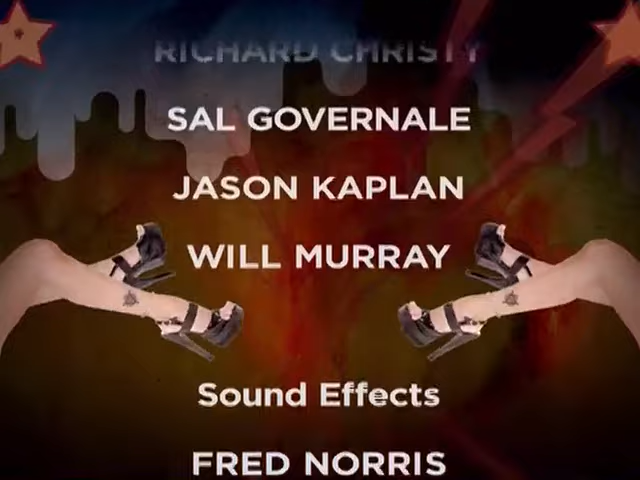 RICHARD CHRISTY
SAL GOVERNALE
JASON KAPLAN
WILL MURRAY
Sound Effects
FRED NORRIS